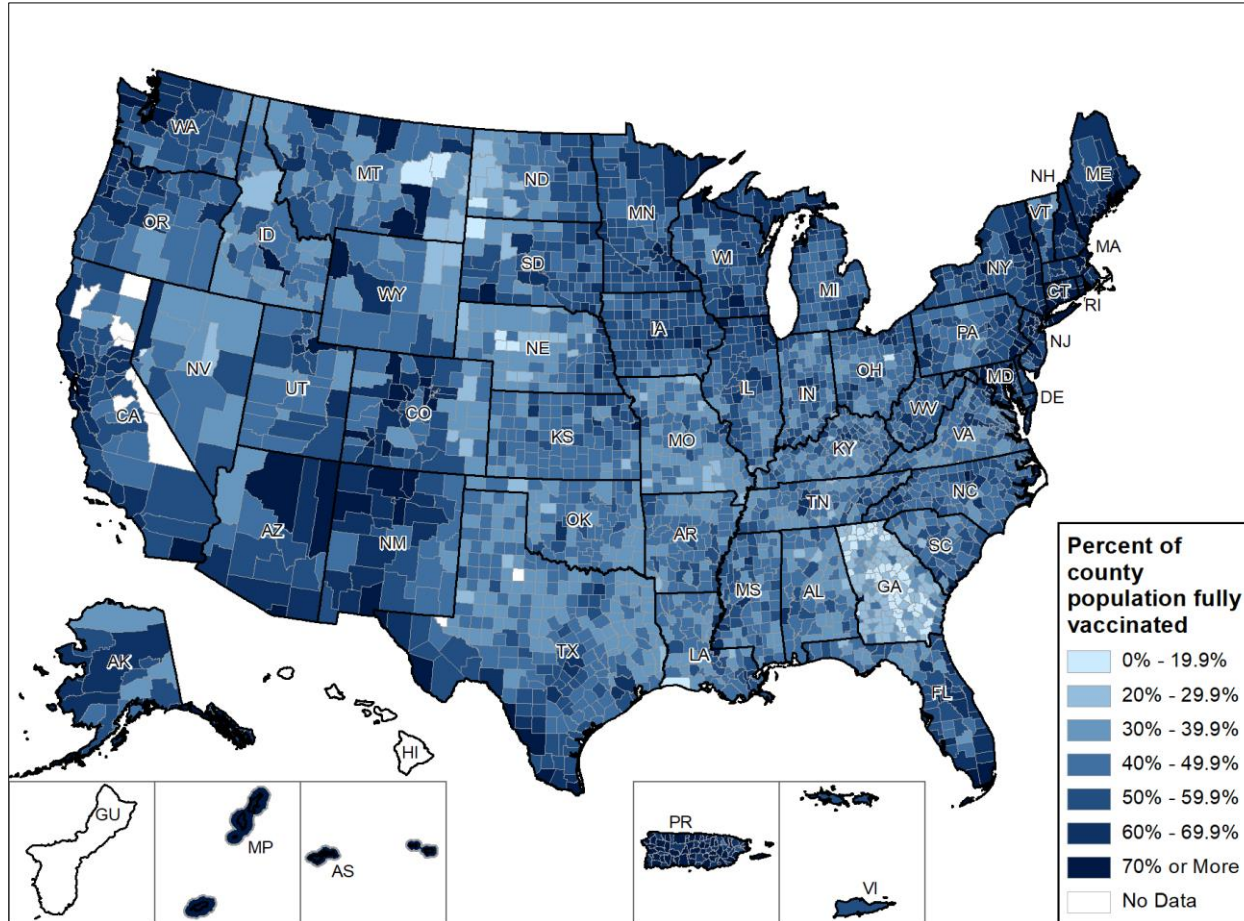 WA
MT
ND
MN
OR
ID
WY
SD
WI
MI
NY
VT
NH
ME
MA
CT
RI
NJ
PA
IA
NE
NV
UT
CO
CA
KS
MO
IL
IN
OH
WV
MD
DE
VA
KY
NC
TN
SC
AZ
NM
OK
AR
MS
AL
GA
TX
LA
FL
AK
HI
GU
MP
AS
PR
VI
Percent of
county
population fully
vaccinated
0% - 19.9%
20% - 29.9%
30% - 39.9%
40% - 49.9%
50% - 59.9%
60% - 69.9%
70% or More
No Data